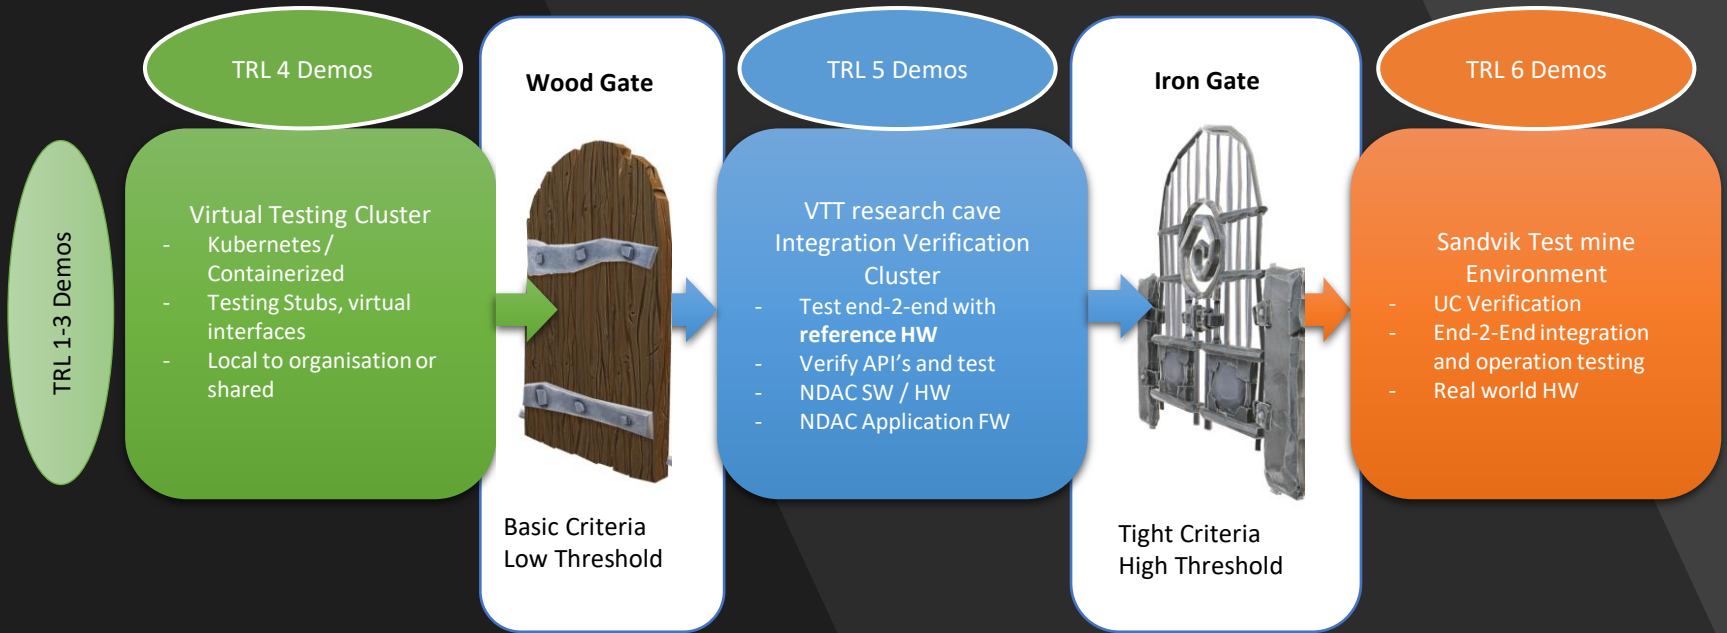 TRL 1-3 Demos
TRL 4 Demos
Virtual Testing Cluster
- Kubernetes /
Containerized
- Testing Stubs, virtual
interfaces
- Local to organisation or
shared
Wood Gate
Basic Criteria
Low Threshold
TRL 5 Demos
VTT research cave
Integration Verification
Cluster
- Test end-2-end with
reference HW
- Verify API's and test
- NDAC SW / HW
- NDAC Application FW
Iron Gate
Tight Criteria
High Threshold
TRL 6 Demos
Sandvik Test mine
Environment
- UC Verification
- End-2-End integration
and operation testing
- Real world HW